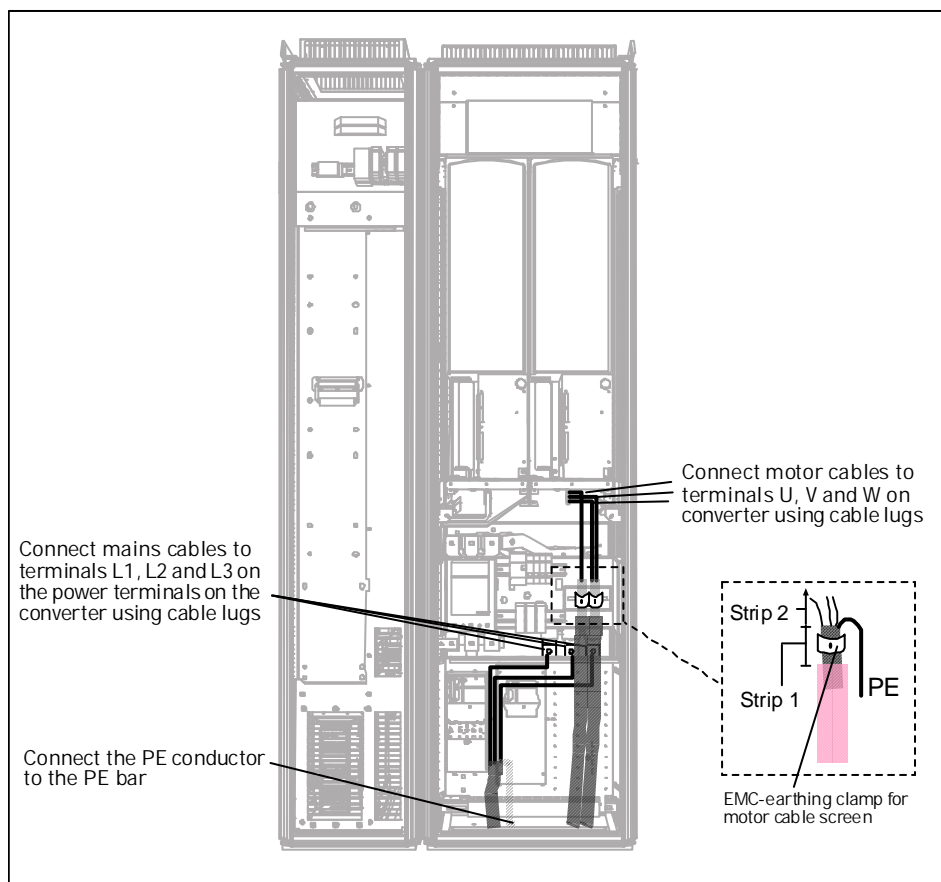 Connect motor cables to
terminals U, V and W on
converter using cable lugs
Connect mains cables to
terminals L1, L2 and L3 on
the power terminals on the
converter using cable lugs
Strip 2
Strip 1
PE
Connect the PE conductor
to the PE bar
EMC-earthing clamp for
motor cable screen